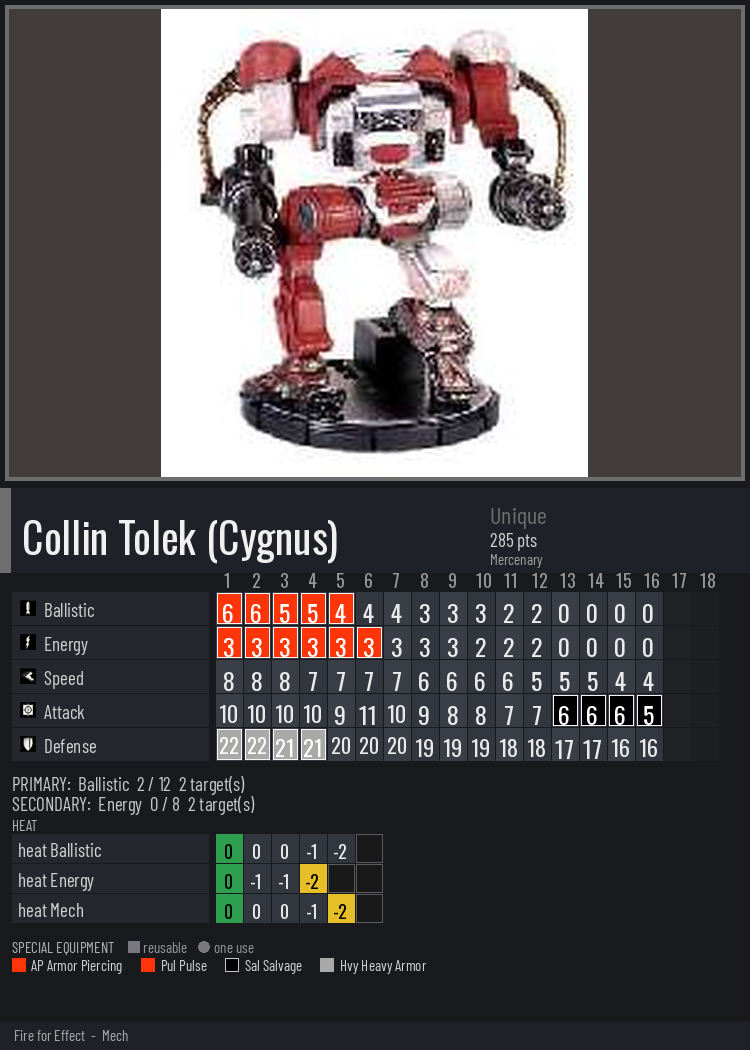 Collin Tolek (Cygnus)
Unique
285 pts
Mercenary
1 2 3 4 5 6 7 8 9 10 11 12 13 14 15 16 17 18
Ballistic 6 6 5 5 4 4 4 3 3 3 2 2 0 0 0 0
Energy 3 3 3 3 3 3 3 3 3 2 2 2 0 0 0 0
Speed 8 8 8 7 7 7 7 6 6 6 6 5 5 5 4 4
Attack 10 10 10 10 9 11 10 9 8 8 7 7 6 6 6 5
Defense 22 22 21 21 20 20 20 19 19 19 18 18 17 17 16 16
PRIMARY: Ballistic 2 / 12 2 target(s)
SECONDARY: Energy 0 / 8 2 target(s)
HEAT
heat Ballistic 0 0 0 -1 -2
heat Energy 0 -1 -1 -2
heat Mech 0 0 0 -1 -2
SPECIAL EQUIPMENT reusable one use
AP Armor Piercing Pul Pulse Sal Salvage Hvy Heavy Armor
Fire for Effect - Mech